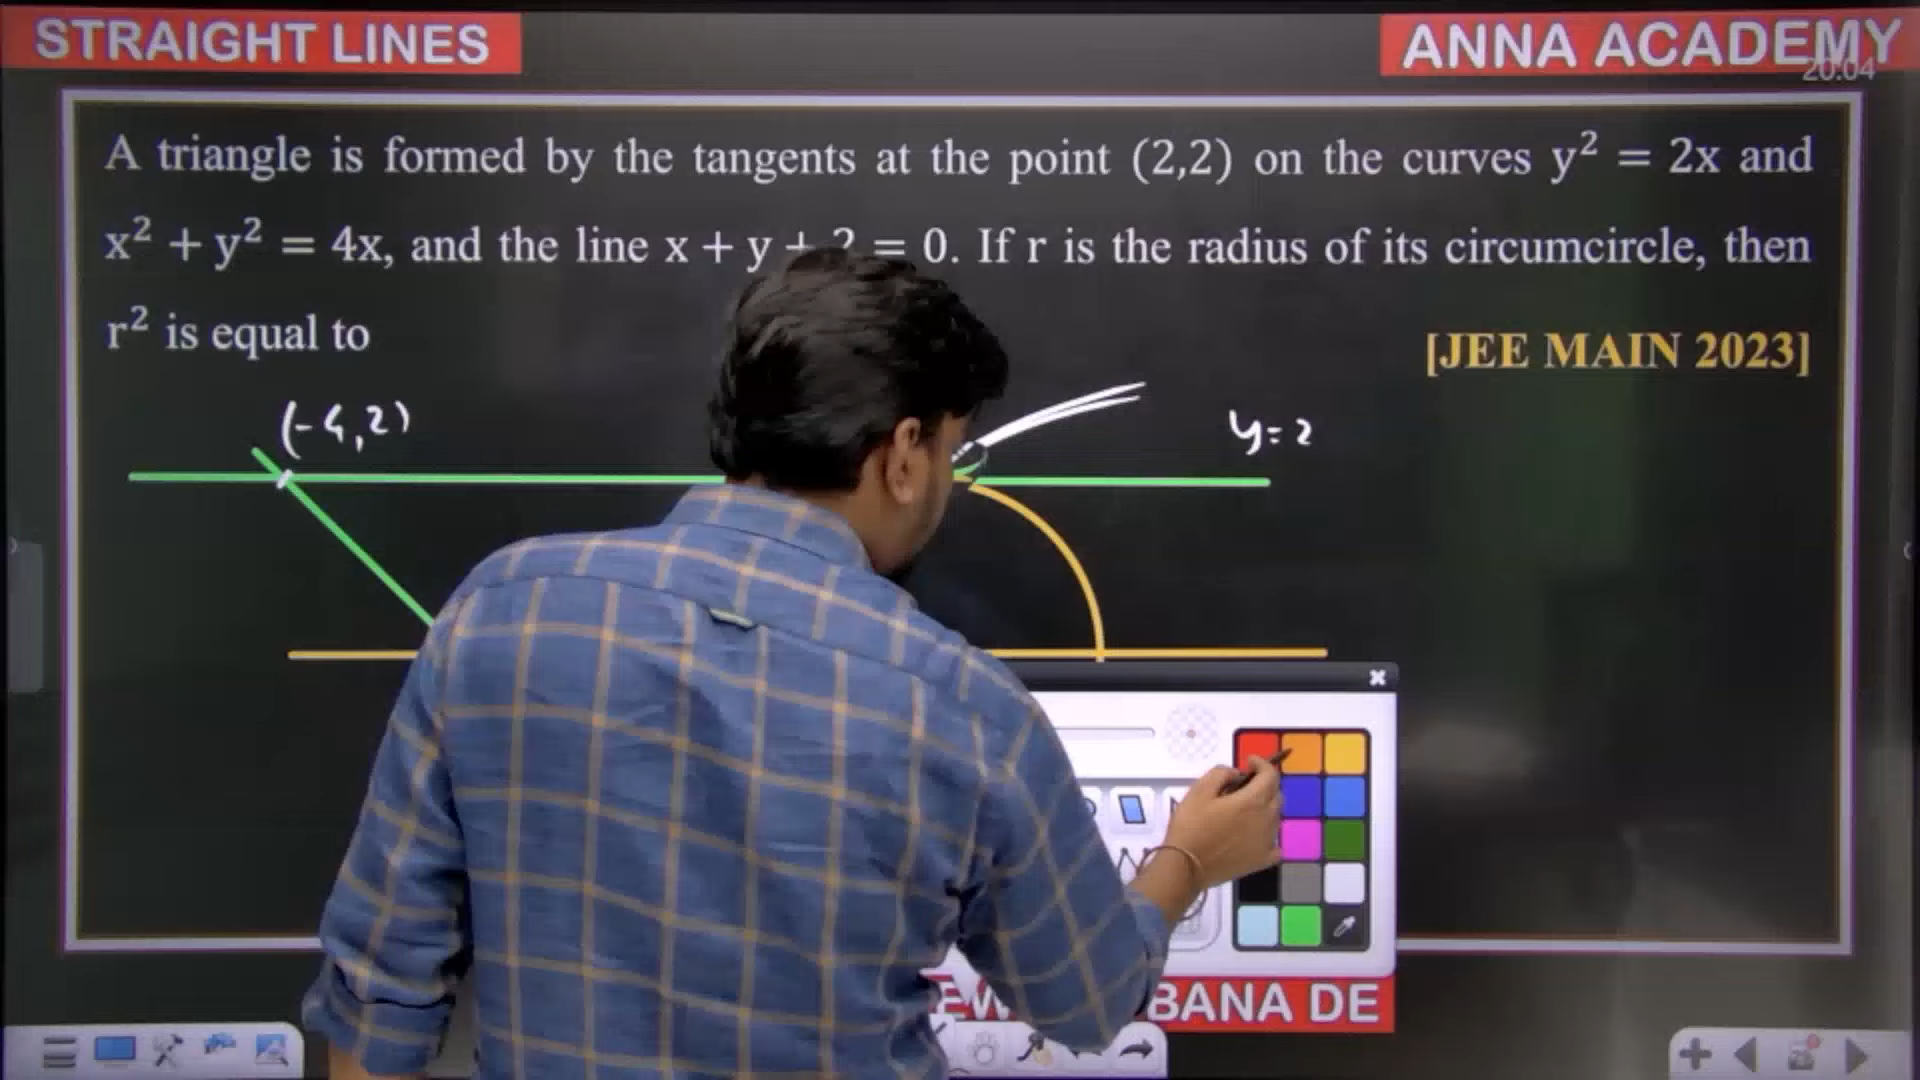 STRAIGHT LINES
ANNA ACADEMY
20:04
A triangle is formed by the tangents at the point (2,2) on the curves y² = 2x and
x² + y² = 4x, and the line x + y + 2 = 0. If r is the radius of its circumcircle, then
r² is equal to
[JEE MAIN 2023]
(-4,2)
y=2
BANA DE